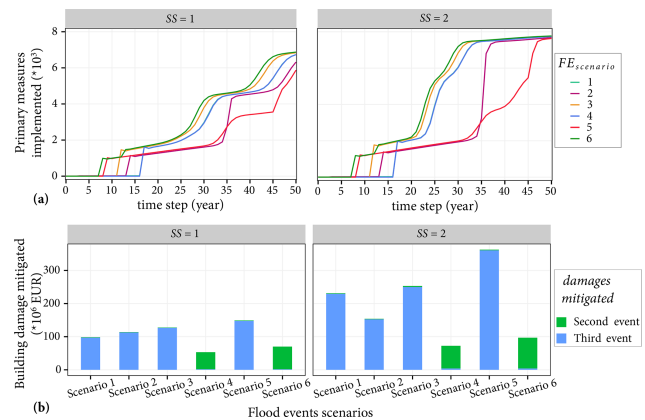 SS = 1
SS = 2
8
6
4
2
0
Primary measures
implemented (*10³)
0 5 10 15 20 25 30 35 40 45 50
0 5 10 15 20 25 30 35 40 45 50
time step (year)
time step (year)
FEscenario
1
2
3
4
5
6
(a)
SS = 1
SS = 2
300
200
100
0
Building damage mitigated
(*10⁶ EUR)
Scenario 1
Scenario 2
Scenario 3
Scenario 4
Scenario 5
Scenario 6
Scenario 1
Scenario 2
Scenario 3
Scenario 4
Scenario 5
Scenario 6
damages
mitigated
Second event
Third event
(b)
Flood events scenarios